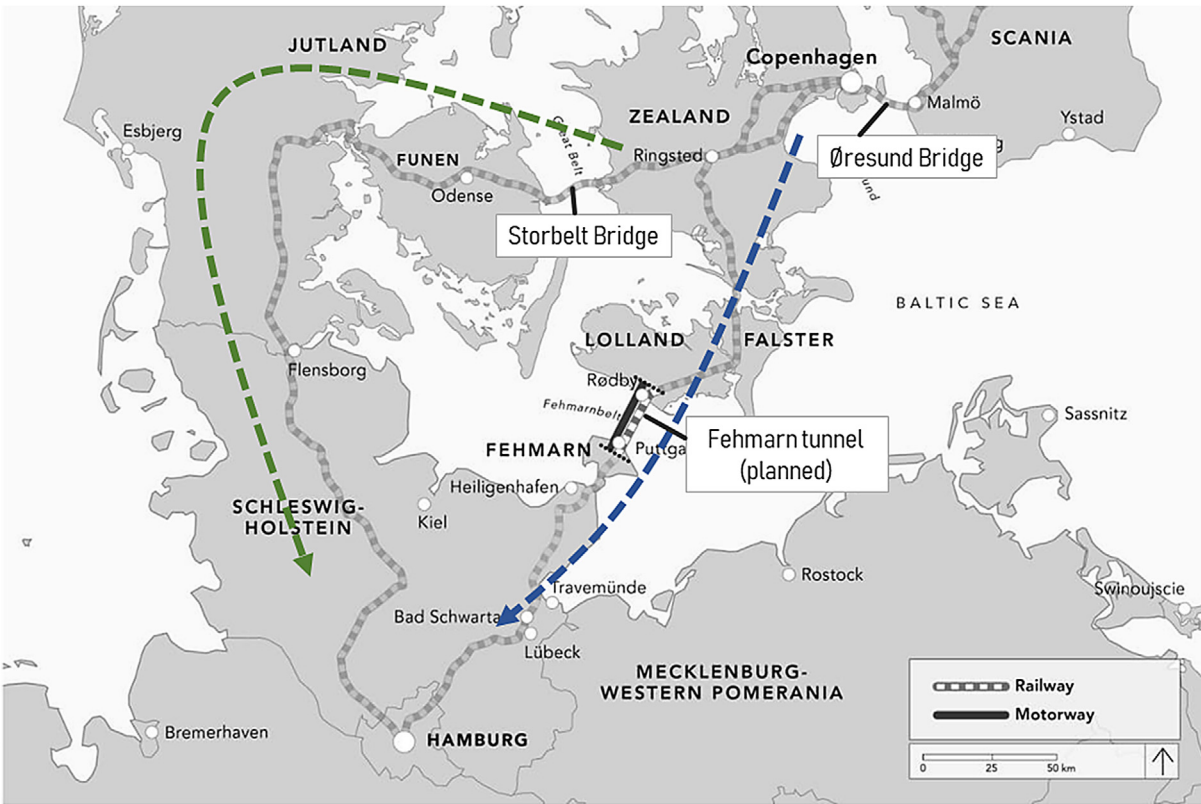 JUTLAND
SCANIA
Copenhagen
Malmö
ZEALAND
Ystad
Esbjerg
Great Belt
FUNEN
Ringsted
Øresund Bridge
Odense
Storbelt Bridge
BALTIC SEA
LOLLAND
FALSTER
Flensborg
Rødby
Fehmarnbelt
Sassnitz
Fehmarn tunnel
(planned)
FEHMARN
Puttga
Heiligenhafen
Kiel
SCHLESWIG-
HOLSTEIN
Rostock
Travemünde
Swinoujscie
Bad Schwarta
Lübeck
MECKLENBURG-
WESTERN POMERANIA
Railway
Motorway
Bremerhaven
HAMBURG
0 25 50 km